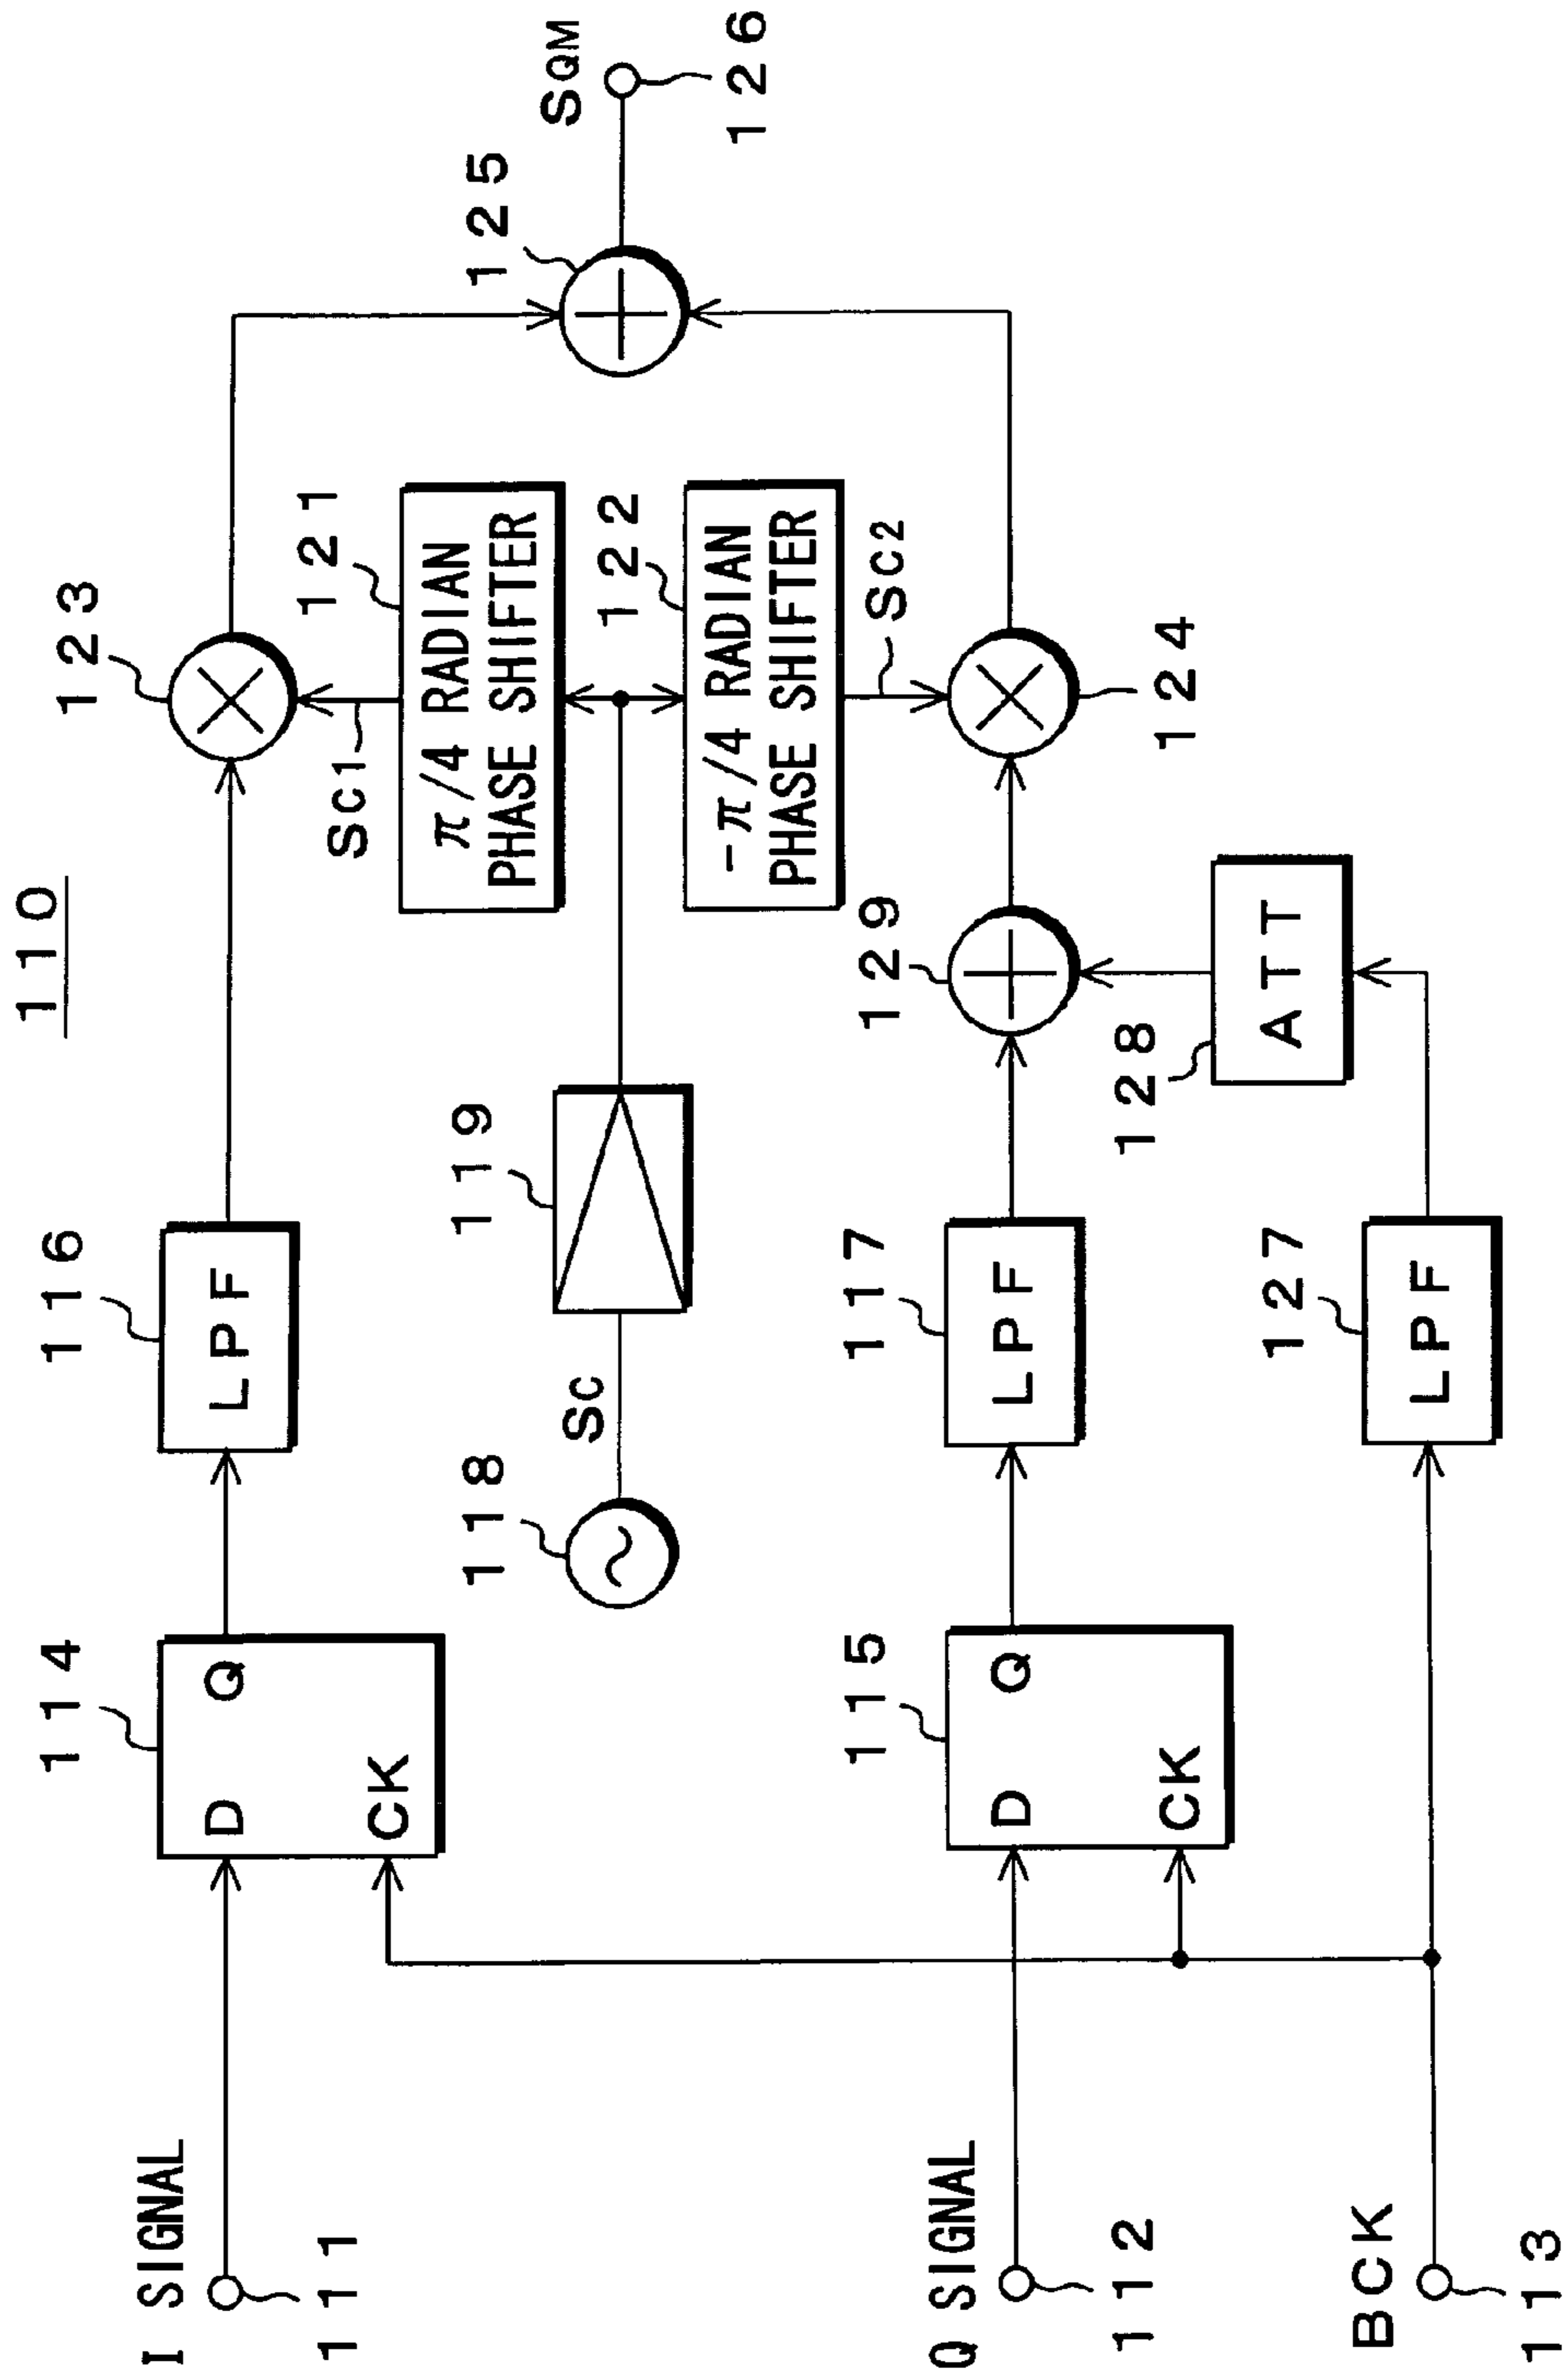 110
I SIGNAL
111
114
D Q
CK
116
LPF
123
SC1
121
π/4 RADIAN
PHASE SHIFTER
118
SC
119
122
-π/4 RADIAN
PHASE SHIFTER
SC2
125
SQM
126
Q SIGNAL
112
115
D Q
CK
117
LPF
129
124
128
ATT
BCK
113
127
LPF